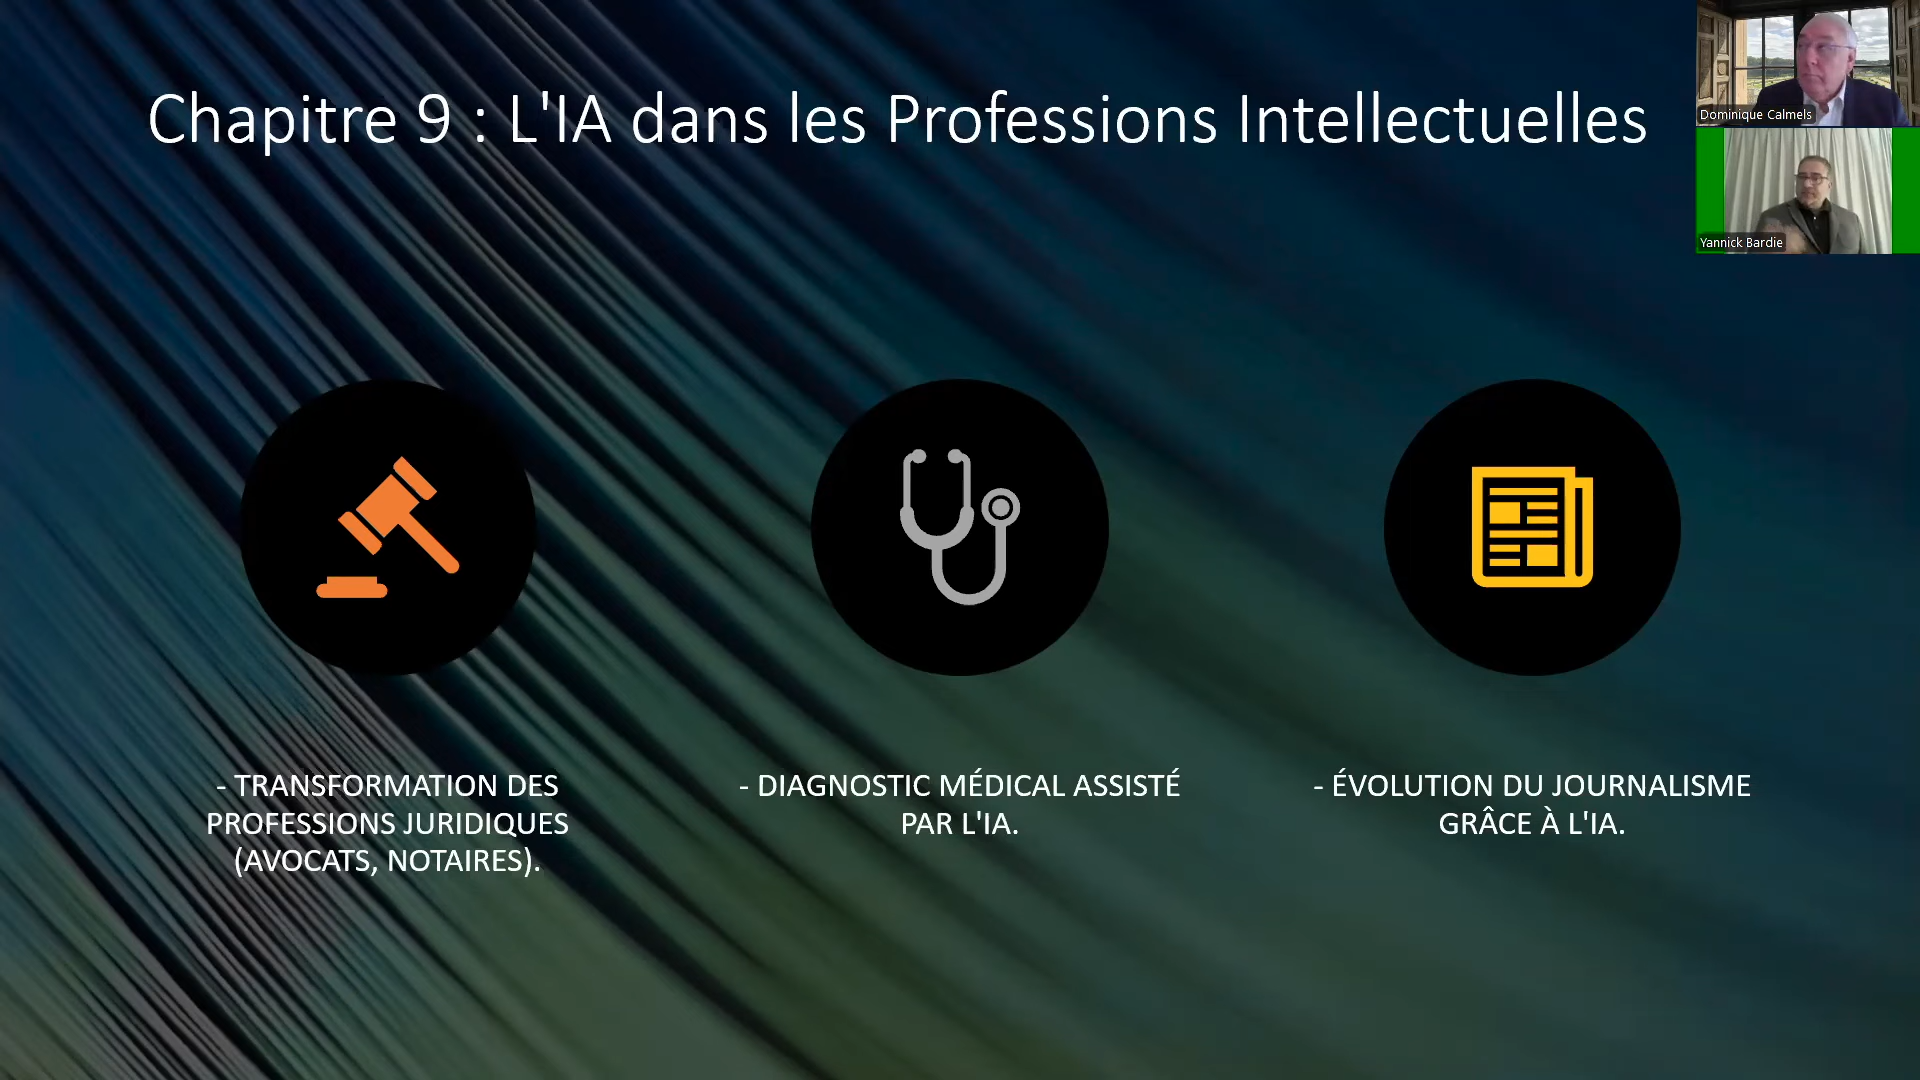 Chapitre 9 : L'IA dans les Professions Intellectuelles
Dominique Calmels
Yannick Bardie
- TRANSFORMATION DES
PROFESSIONS JURIDIQUES
(AVOCATS, NOTAIRES).
- DIAGNOSTIC MÉDICAL ASSISTÉ
PAR L'IA.
- ÉVOLUTION DU JOURNALISME
GRÂCE À L'IA.